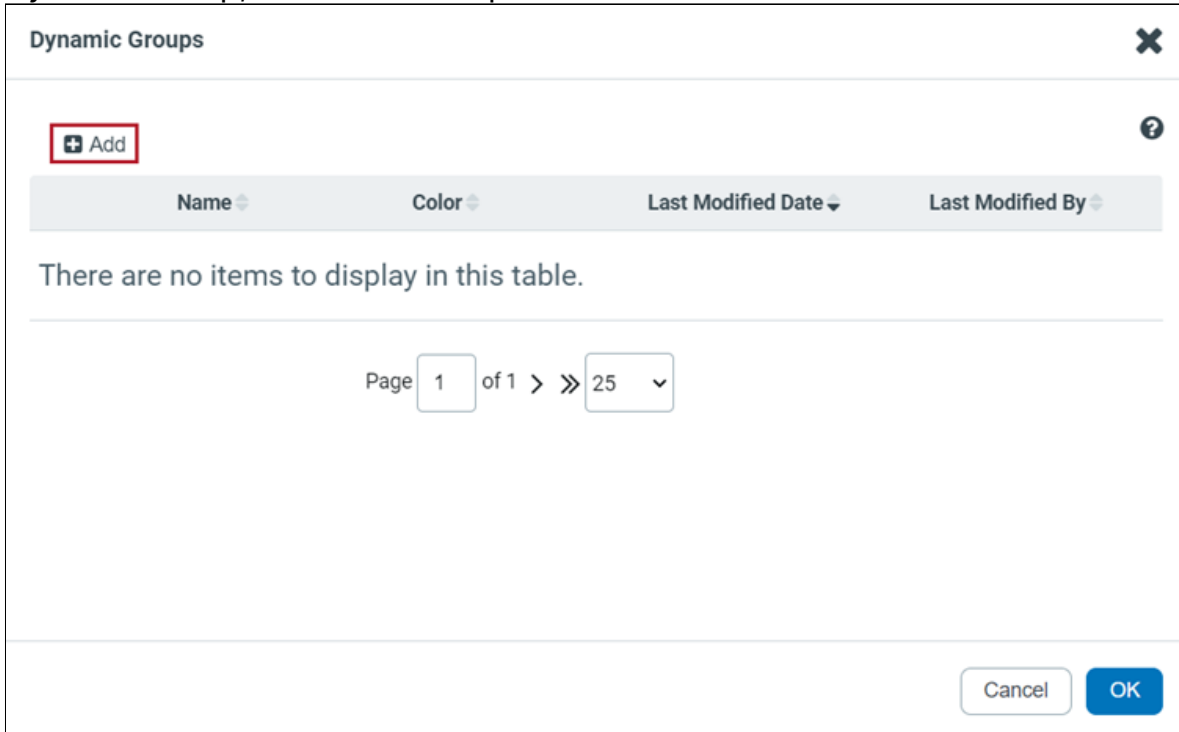 Dynamic Groups
Add
Name Color Last Modified Date Last Modified By
There are no items to display in this table.
Page 1 of 1 25
Cancel OK